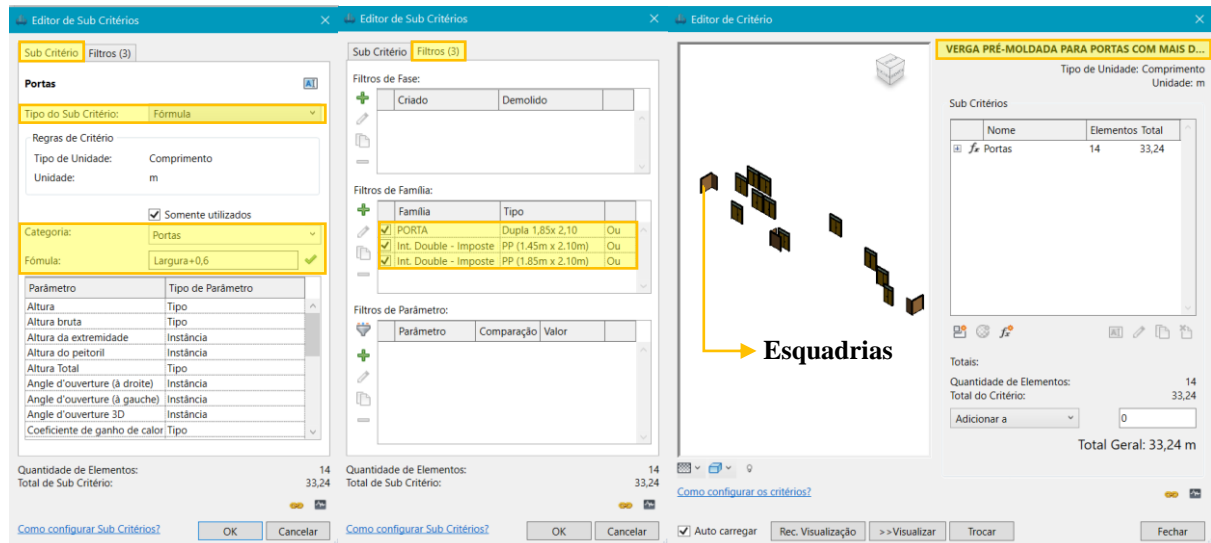 Editor de Sub Critérios
Sub Critério Filtros (3)
Portas
Tipo do Sub Critério: Fórmula
Regras de Critério
Tipo de Unidade: Comprimento
Unidade: m
Somente utilizados
Categoria: Portas
Fómula: Largura+0,6
Parâmetro Tipo de Parâmetro
Altura Tipo
Altura bruta Tipo
Altura da extremidade Instância
Altura do peitoril Instância
Altura Total Tipo
Angle d'ouverture (à droite) Instância
Angle d'ouverture (à gauche) Instância
Angle d'ouverture 3D Instância
Coeficiente de ganho de calor Tipo
Quantidade de Elementos: 14
Total de Sub Critério: 33,24
Como configurar Sub Critérios? OK Cancelar
Editor de Sub Critérios
Sub Critério Filtros (3)
Filtros de Fase:
Criado Demolido
Filtros de Família:
Família Tipo
PORTA Dupla 1,85x 2,10 Ou
Int. Double - Imposte PP (1.45m x 2.10m) Ou
Int. Double - Imposte PP (1.85m x 2.10m) Ou
Filtros de Parâmetro:
Parâmetro Comparação Valor
Quantidade de Elementos: 14
Total de Sub Critério: 33,24
Como configurar Sub Critérios? OK Cancelar
Editor de Critério
Esquadrias
Como configurar os critérios?
Auto carregar Rec. Visualização >>Visualizar Trocar Fechar
VERGA PRÉ-MOLDADA PARA PORTAS COM MAIS D...
Tipo de Unidade: Comprimento
Unidade: m
Sub Critérios
Nome Elementos Total
fx Portas 14 33,24
Totais:
Quantidade de Elementos: 14
Total do Critério: 33,24
Adicionar a 0
Total Geral: 33,24 m